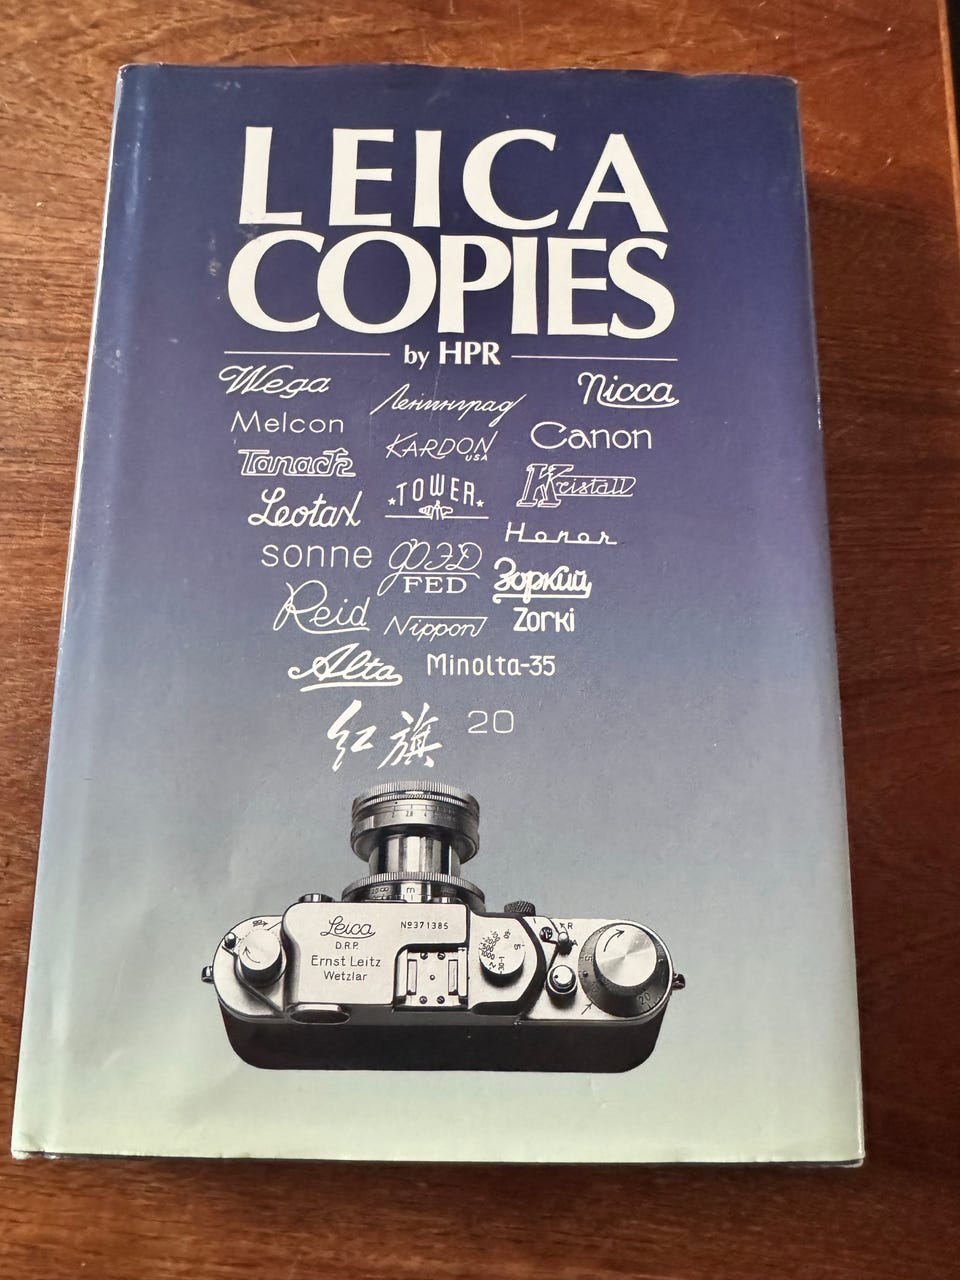 LEICA
COPIES
by HPR
Wega
Ленинград
Nicca
Melcon
KARDON
USA
Canon
Tanack
TOWER
Kristall
Leotax
Honor
sonne
ФЭД
FED
Зоркий
Reid
Nippon
Zorki
Alta
Minolta-35
红旗 20
Leica
D.R.P.
Ernst Leitz
Wetzlar
№371385